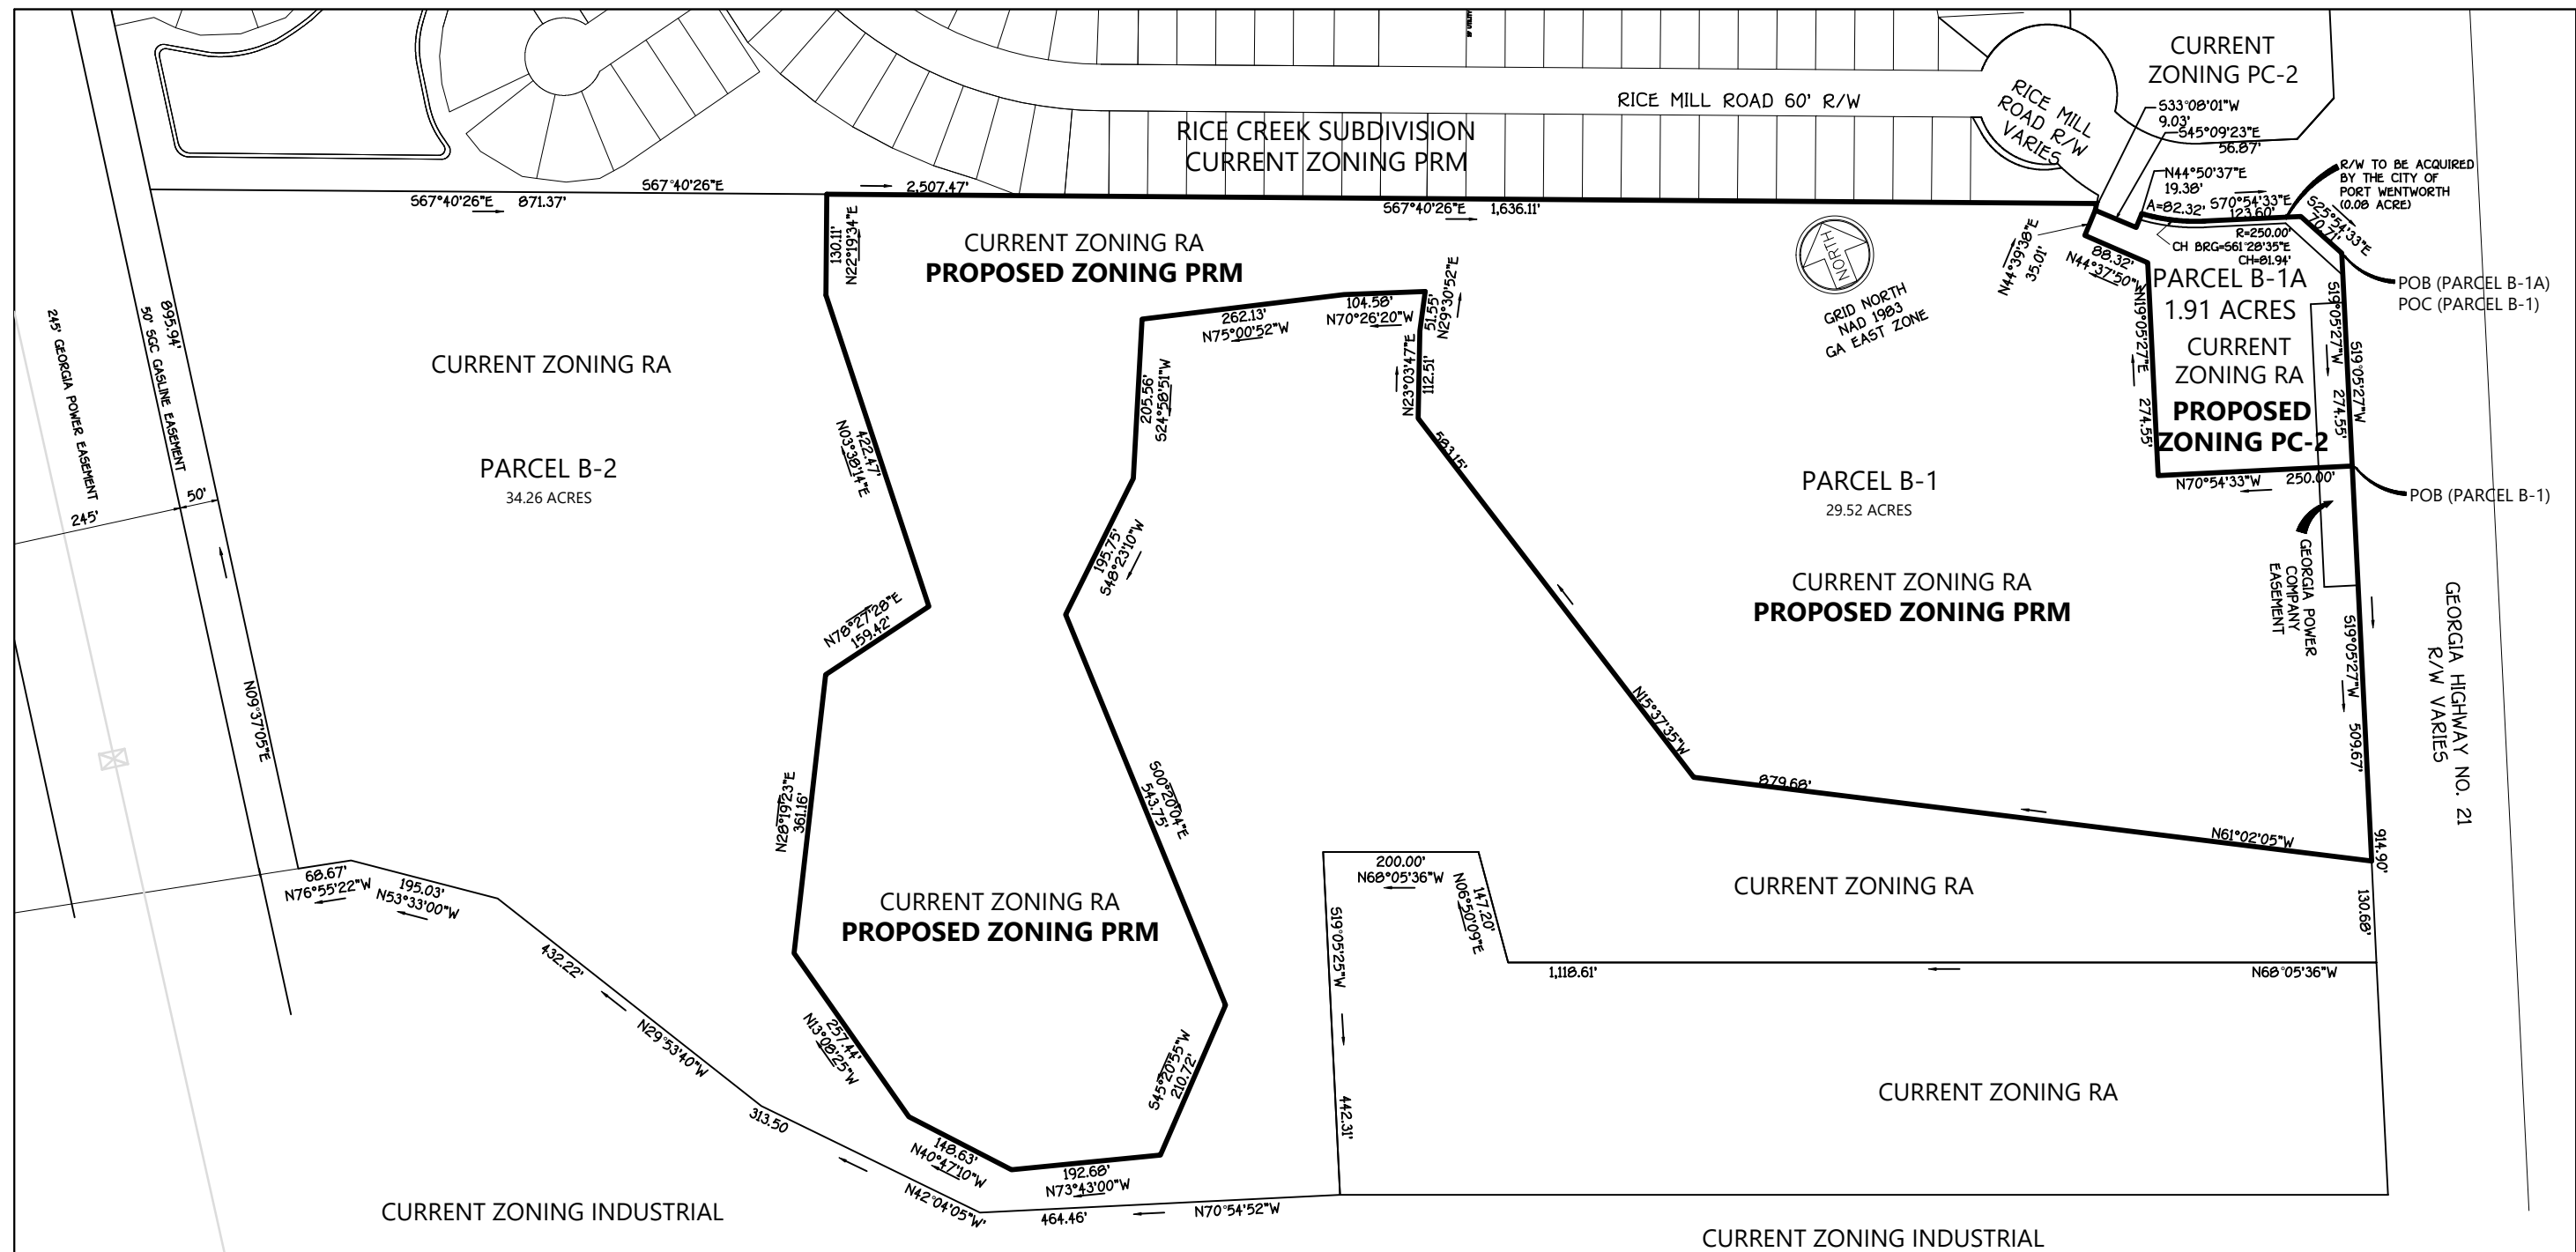 CURRENT
ZONING PC-2
RICE MILL ROAD 60' R/W
RICE MILL
ROAD R/W
VARIES
S33°08'01"W
9.03'
S45°09'23"E
56.87'
RICE CREEK SUBDIVISION
CURRENT ZONING PRM
N44°50'37"E
19.38'
R/W TO BE ACQUIRED
BY THE CITY OF
PORT WENTWORTH
(0.08 ACRE)
S67°40'26"E
2,507.47'
S67°40'26"E 871.37'
S67°40'26"E 1,636.11'
A=82.32'
S70°54'33"E
123.60'
S25°54'33"E
70.71'
R=250.00'
CH BRG=S61°28'35"E
CH=81.94'
N44°39'38"E
35.01'
88.32'
N44°37'50"W
130.11'
N22°19'34"E
CURRENT ZONING RA
PROPOSED ZONING PRM
NORTH
GRID NORTH
NAD 1983
GA EAST ZONE
PARCEL B-1A
1.91 ACRES
CURRENT
ZONING RA
PROPOSED
ZONING PC-2
POB (PARCEL B-1A)
POC (PARCEL B-1)
N19°05'27"E
274.55'
S19°05'27"W
274.55'
S19°05'27"W
262.13'
N75°00'52"W
104.58'
N70°26'20"W
51.55'
N29°30'52"E
N23°03'47"E
112.51'
895.94'
50' SGC GASLINE EASEMENT
245' GEORGIA POWER EASEMENT
CURRENT ZONING RA
205.56'
S24°58'51"W
422.47'
N03°38'14"E
583.15'
PARCEL B-2
34.26 ACRES
PARCEL B-1
29.52 ACRES
N70°54'33"W
250.00'
POB (PARCEL B-1)
50'
245'
195.75'
S48°23'10"W
GEORGIA POWER
COMPANY
EASEMENT
CURRENT ZONING RA
PROPOSED ZONING PRM
N78°27'28"E
159.42'
S19°05'27"W
509.67'
GEORGIA HIGHWAY NO. 21
R/W VARIES
N09°37'05"E
N15°37'35"W
N28°19'23"E
361.16'
S00°20'04"E
543.75'
879.68'
N61°02'05"W
914.90'
130.68'
68.67'
N76°55'22"W
195.03'
N53°33'00"W
200.00'
N68°05'36"W
147.20'
N06°50'09"E
CURRENT ZONING RA
CURRENT ZONING RA
PROPOSED ZONING PRM
S19°05'25"W
442.31'
432.22'
N29°53'40"W
1,118.61'
N68°05'36"W
257.44'
N13°08'25"W
S45°20'55"W
210.72'
CURRENT ZONING RA
313.50
148.63'
N40°47'10"W
192.68'
N73°43'00"W
N42°04'05"W'
464.46'
N70°54'52"W
CURRENT ZONING INDUSTRIAL
CURRENT ZONING INDUSTRIAL